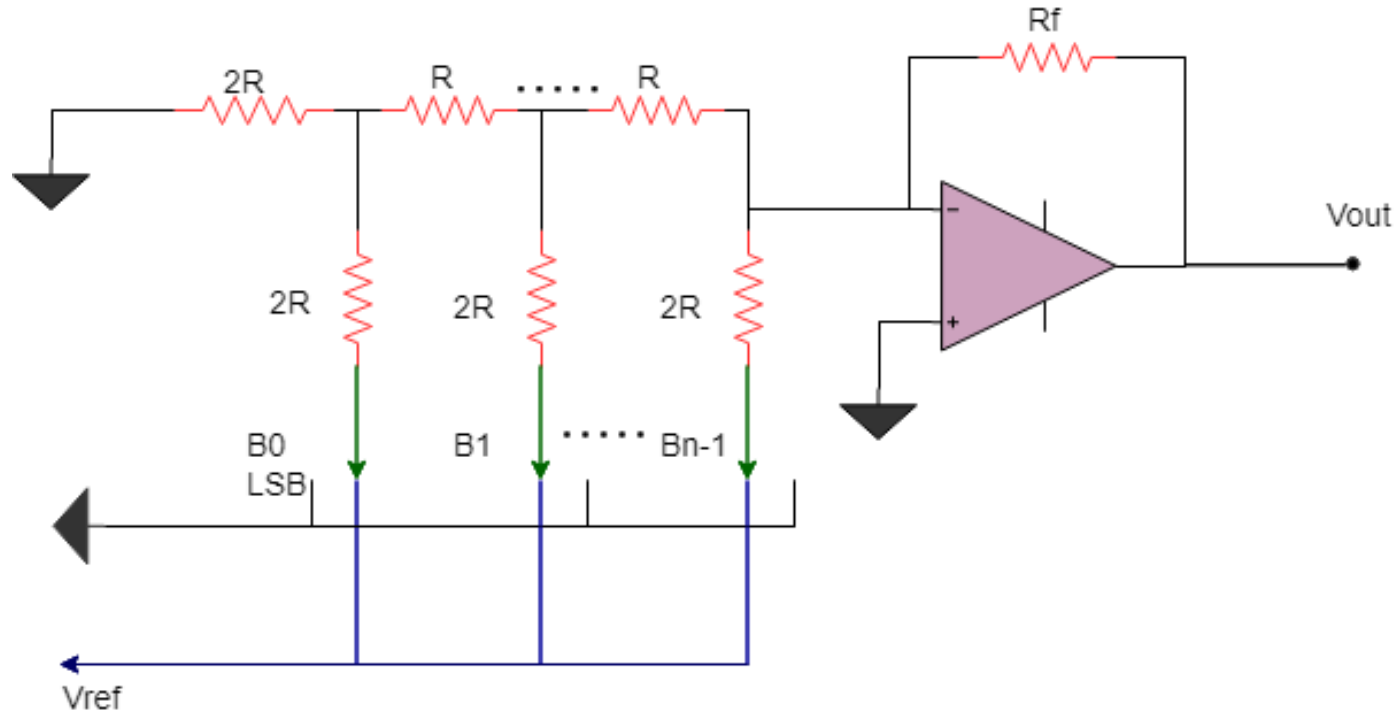 Rf
2R
R
.....
R
−
Vout
2R
2R
2R
+
B0
B1
.....
Bn-1
LSB
Vref